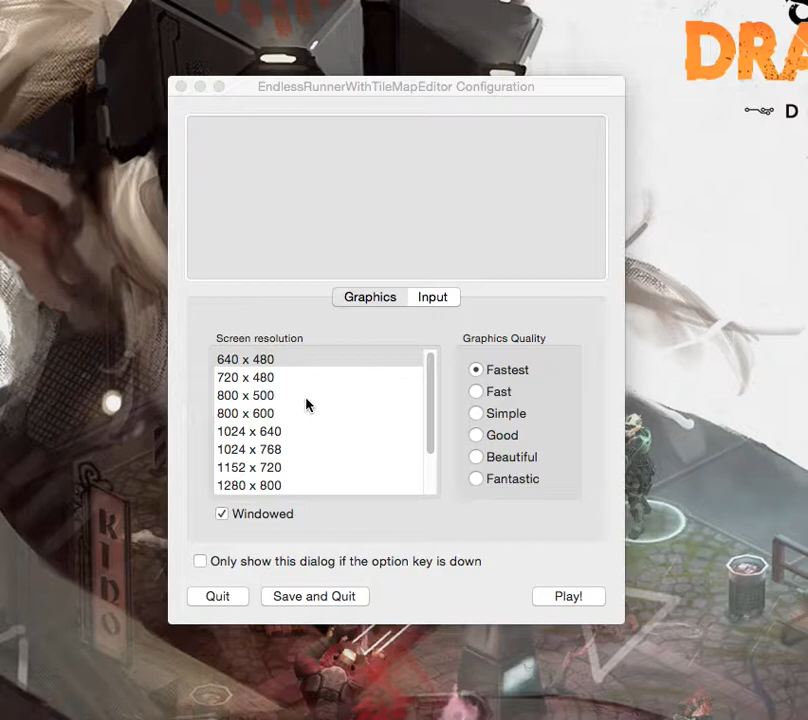 EndlessRunnerWithTileMapEditor Configuration
DRA
D
Graphics Input
Screen resolution
Graphics Quality
640 x 480
720 x 480
800 x 500
800 x 600
1024 x 640
1024 x 768
1152 x 720
1280 x 800
Fastest
Fast
Simple
Good
Beautiful
Fantastic
Windowed
Only show this dialog if the option key is down
Quit Save and Quit Play!
KINO